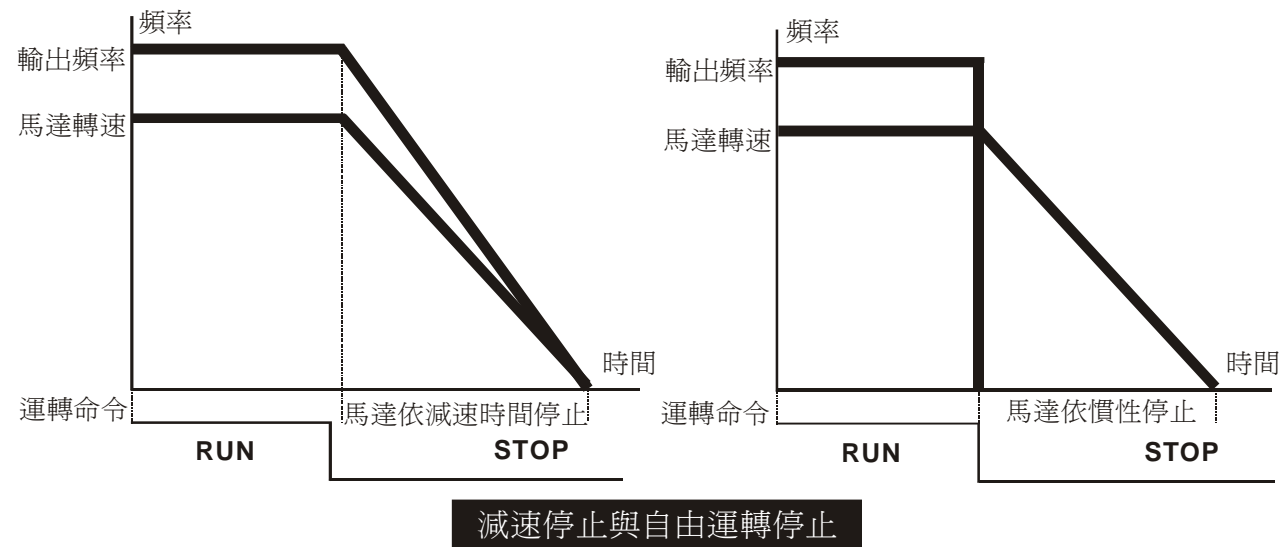 頻率
輸出頻率
馬達轉速
時間
運轉命令
馬達依減速時間停止
RUN
STOP
頻率
輸出頻率
馬達轉速
時間
運轉命令
馬達依慣性停止
RUN
STOP
減速停止與自由運轉停止